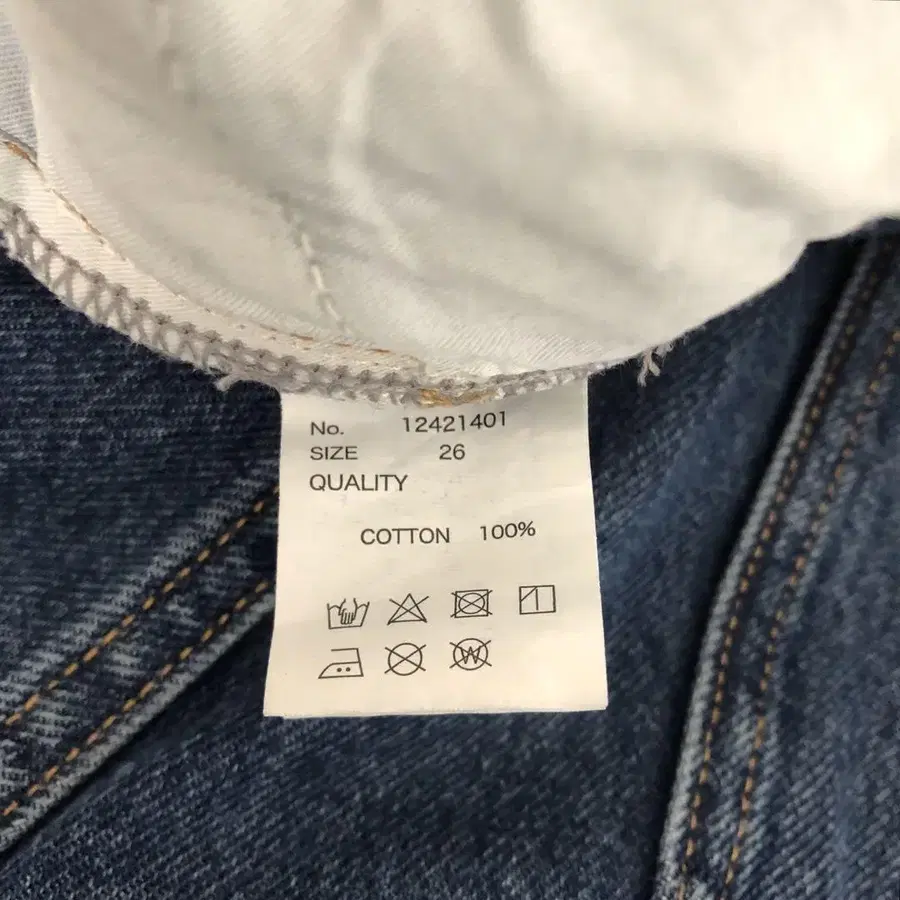 No. 12421401
SIZE 26
QUALITY
COTTON 100%
W